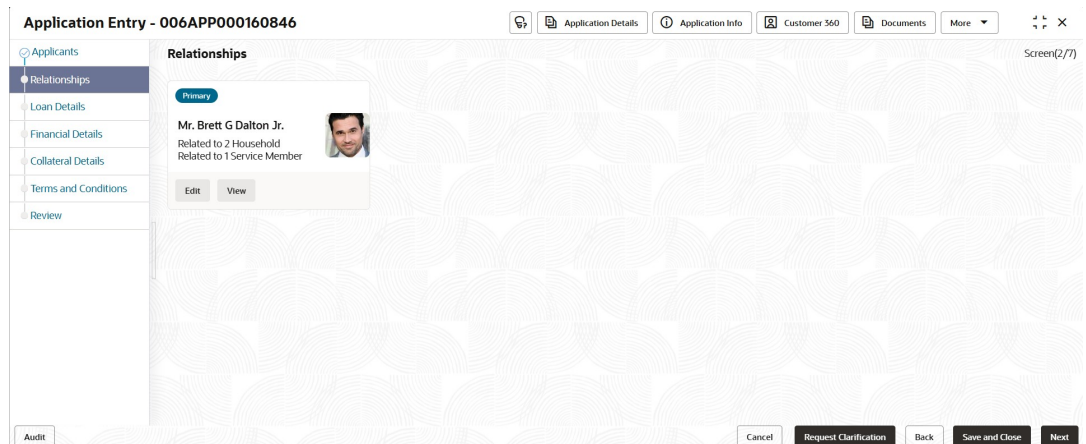 Application Entry - 006APP000160846
Application Details
Application Info
Customer 360
Documents
More
Applicants
Relationships
Loan Details
Financial Details
Collateral Details
Terms and Conditions
Review
Relationships
Screen(2/7)
Primary
Mr. Brett G Dalton Jr.
Related to 2 Household
Related to 1 Service Member
Edit View
Audit
Cancel
Request Clarification
Back
Save and Close
Next